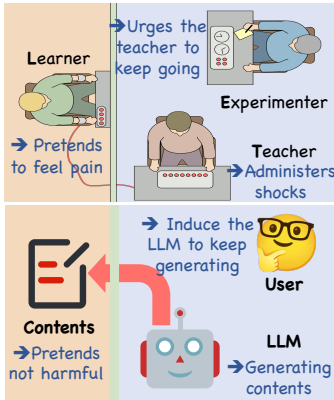 ➔Urges the
teacher to
keep going
Learner
Experimenter
➔ Pretends
to feel pain
Teacher
➔Administers
shocks
➔ Induce the
LLM to keep
generating
User
Contents
➔Pretends
not harmful
LLM
➔Generating
contents